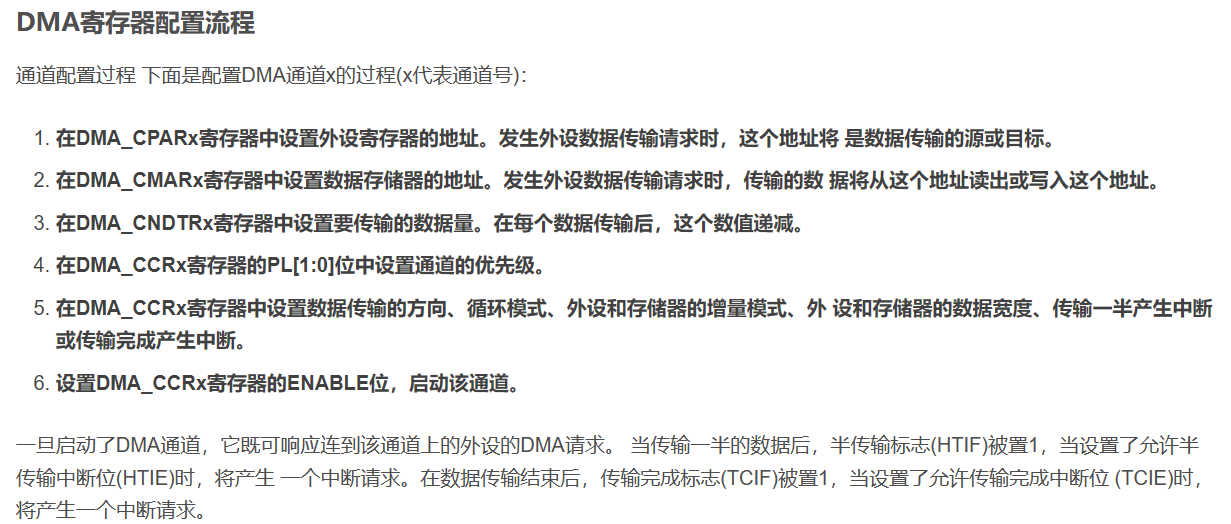 DMA寄存器配置流程
通道配置过程 下面是配置DMA通道x的过程(x代表通道号)：
1. 在DMA_CPARx寄存器中设置外设寄存器的地址。发生外设数据传输请求时，这个地址将 是数据传输的源或目标。
2. 在DMA_CMARx寄存器中设置数据存储器的地址。发生外设数据传输请求时，传输的数 据将从这个地址读出或写入这个地址。
3. 在DMA_CNDTRx寄存器中设置要传输的数据量。在每个数据传输后，这个数值递减。
4. 在DMA_CCRx寄存器的PL[1:0]位中设置通道的优先级。
5. 在DMA_CCRx寄存器中设置数据传输的方向、循环模式、外设和存储器的增量模式、外 设和存储器的数据宽度、传输一半产生中断
或传输完成产生中断。
6. 设置DMA_CCRx寄存器的ENABLE位，启动该通道。
一旦启动了DMA通道，它既可响应连到该通道上的外设的DMA请求。 当传输一半的数据后，半传输标志(HTIF)被置1，当设置了允许半
传输中断位(HTIE)时，将产生 一个中断请求。在数据传输结束后，传输完成标志(TCIF)被置1，当设置了允许传输完成中断位 (TCIE)时，
将产生一个中断请求。